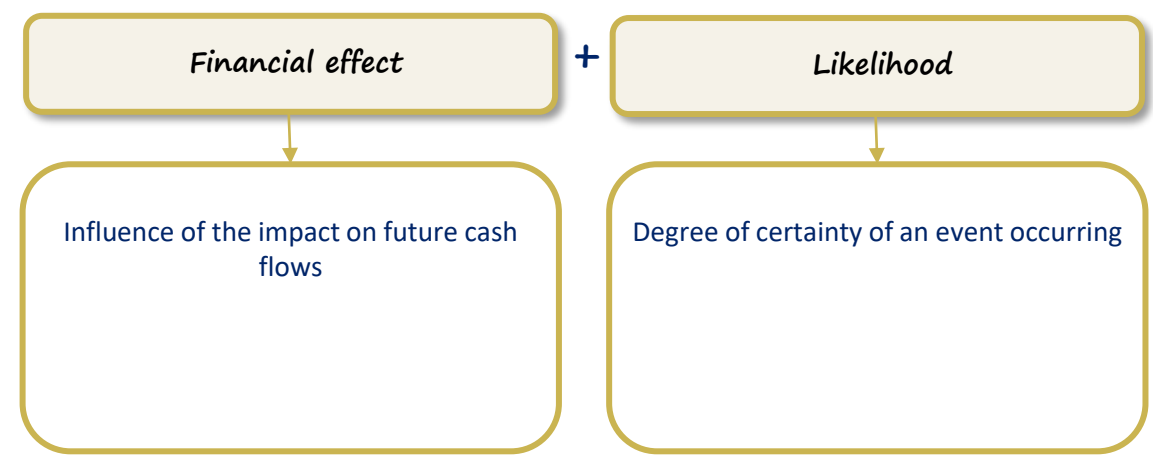 Financial effect
+
Likelihood
Influence of the impact on future cash
flows
Degree of certainty of an event occurring